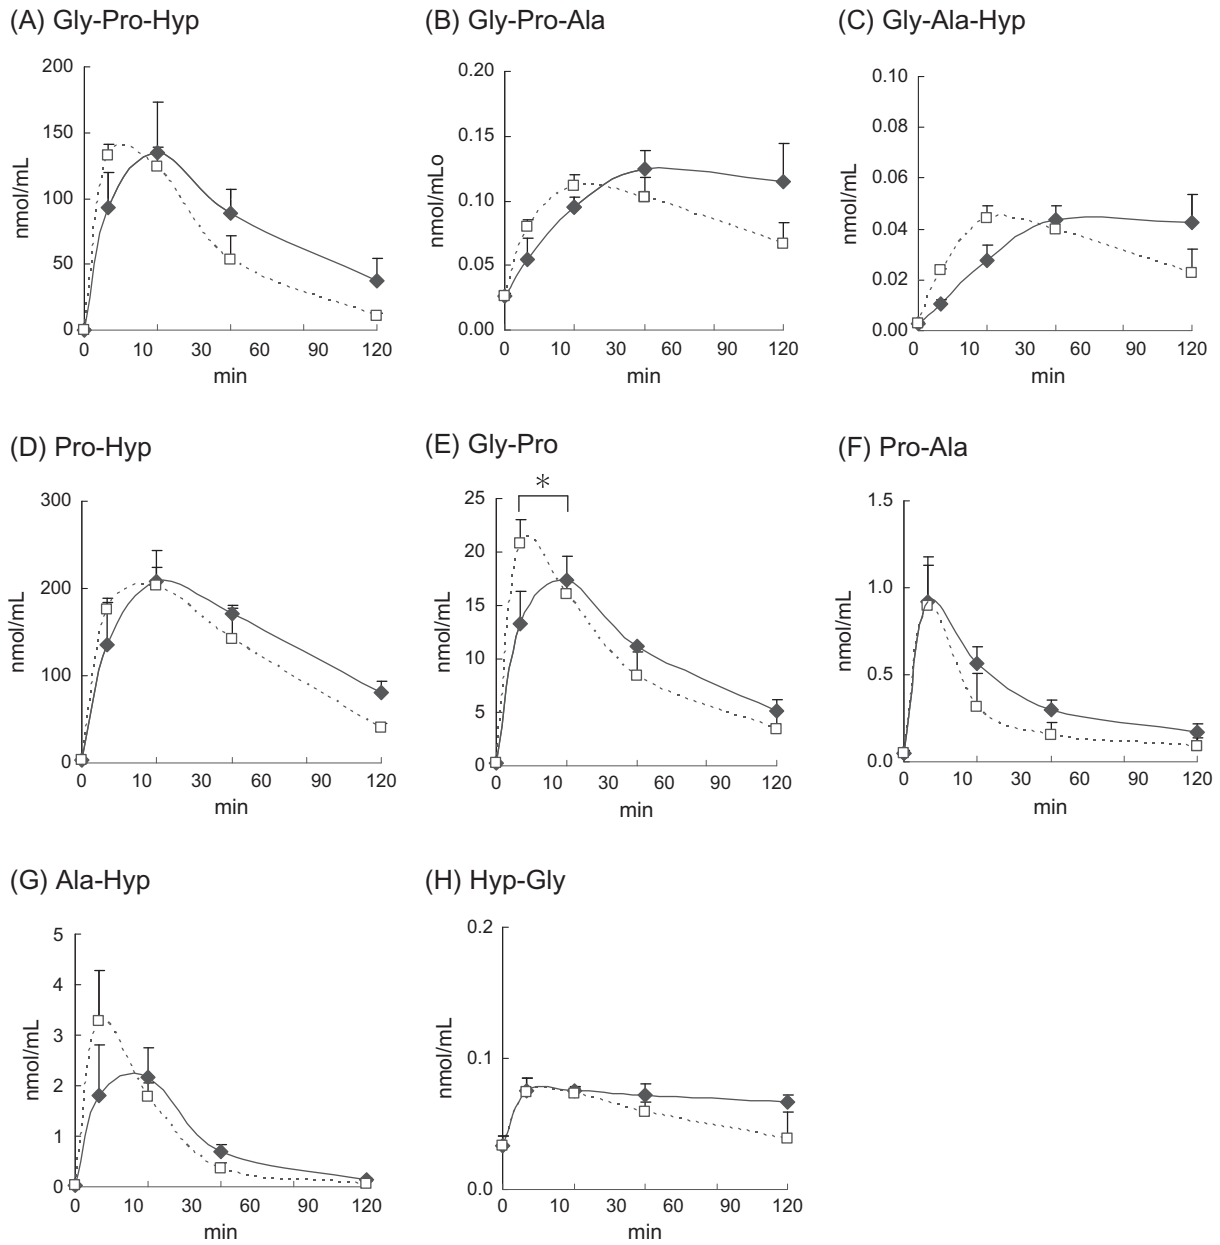 (A) Gly-Pro-Hyp
(B) Gly-Pro-Ala
(C) Gly-Ala-Hyp
200
150
100
50
0
nmol/mL
0 10 30 60 90 120
min
0.20
0.15
0.10
0.05
0.00
nmol/mLo
0 10 30 60 90 120
min
0.10
0.08
0.06
0.04
0.02
0.00
nmol/mL
0 10 30 60 90 120
min
(D) Pro-Hyp
(E) Gly-Pro
(F) Pro-Ala
300
200
100
0
nmol/mL
0 10 30 60 90 120
min
25
20
15
10
5
0
nmol/mL
*
0 10 30 60 90 120
min
1.5
1.0
0.5
0.0
nmol/mL
0 10 30 60 90 120
min
(G) Ala-Hyp
(H) Hyp-Gly
5
4
3
2
1
0
nmol/mL
0 10 30 60 90 120
min
0.2
0.1
0.0
nmol/mL
0 10 30 60 90 120
min